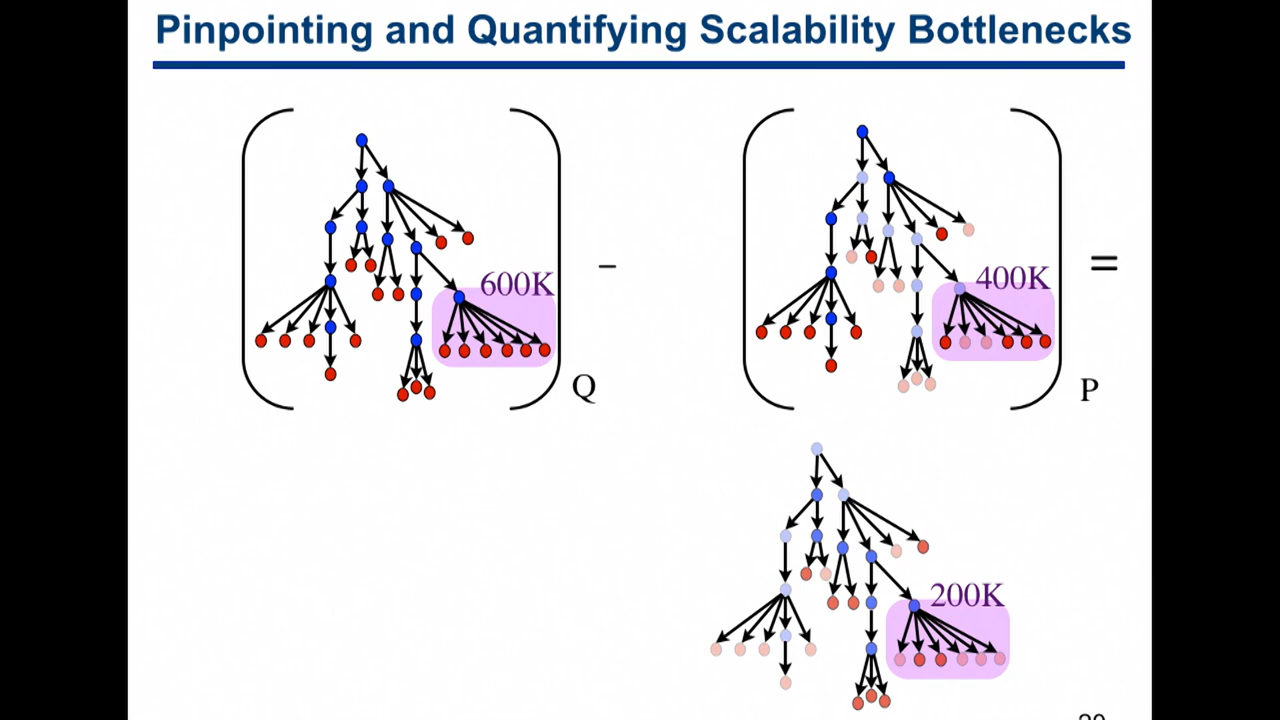 Pinpointing and Quantifying Scalability Bottlenecks
600K
400K
− =
Q
P
200K